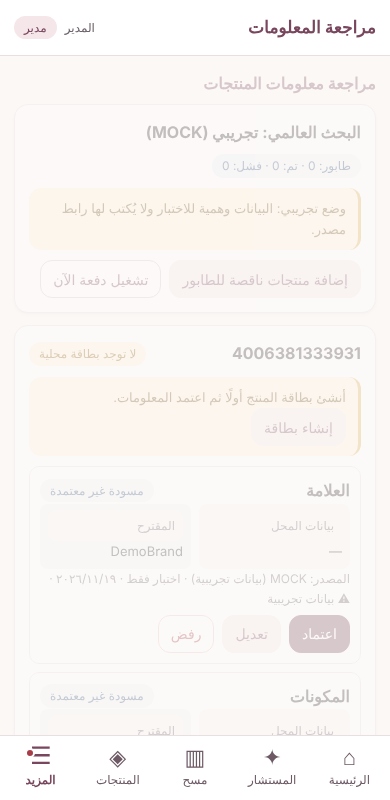 مراجعة المعلومات
المدير
مدير
مراجعة معلومات المنتجات
البحث العالمي: تجريبي (MOCK)
طابور: 0 · تم: 0 · فشل: 0
وضع تجريبي: البيانات وهمية للاختبار ولا يُكتب لها رابط
مصدر.
إضافة منتجات ناقصة للطابور
تشغيل دفعة الآن
4006381333931
لا توجد بطاقة محلية
أنشئ بطاقة المنتج أولًا ثم اعتمد المعلومات.
إنشاء بطاقة
العلامة
مسودة غير معتمدة
بيانات المحل
المقترح
—
DemoBrand
المصدر: MOCK (بيانات تجريبية) · اختبار فقط · ٢٠٢٦/١١/١٩ ·
⚠ بيانات تجريبية
اعتماد
تعديل
رفض
المكونات
مسودة غير معتمدة
بيانات المحل
المقترح
الرئيسية
المستشار
مسح
المنتجات
المزيد